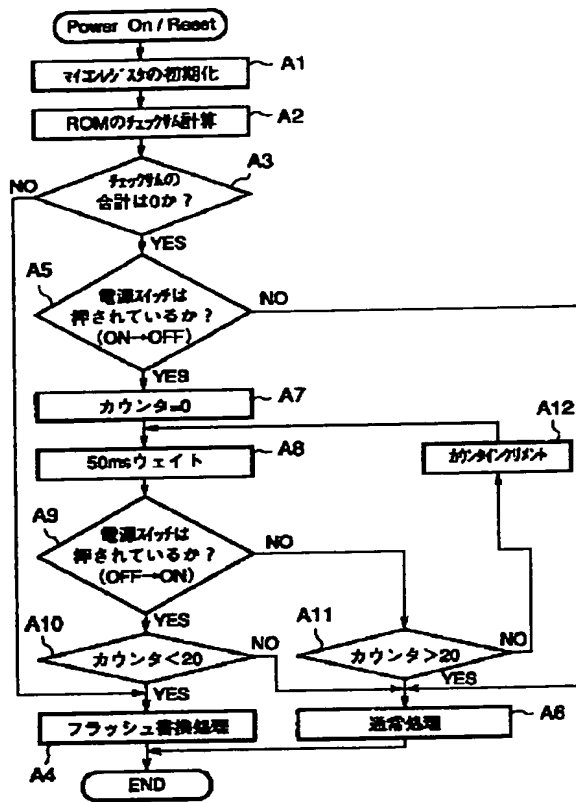 Power On / Reset
マイエンレジスタの初期化
A1
ROMのチェックサム計算
A2
A3
NO
チェックサムの
合計は0か？
YES
A5
NO
電源スイッチは
押されているか？
(ON→OFF)
YES
カウンタ=0
A7
A12
50msウェイト
A8
カウンタインクリメント
A9
電源スイッチは
押されているか？
(OFF→ON)
NO
YES
A10
カウンタ<20
NO
A11
カウンタ>20
NO
YES
YES
フラッシュ書換処理
通常処理
A4
A6
END